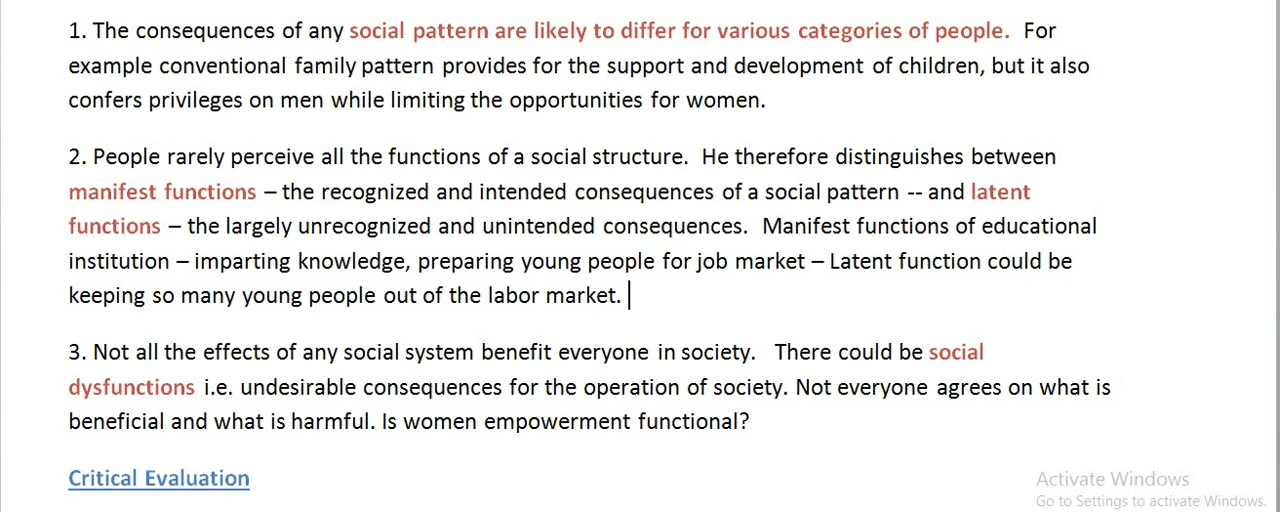 1. The consequences of any social pattern are likely to differ for various categories of people.  For
example conventional family pattern provides for the support and development of children, but it also
confers privileges on men while limiting the opportunities for women.
2. People rarely perceive all the functions of a social structure.  He therefore distinguishes between
manifest functions – the recognized and intended consequences of a social pattern -- and latent
functions – the largely unrecognized and unintended consequences.  Manifest functions of educational
institution – imparting knowledge, preparing young people for job market – Latent function could be
keeping so many young people out of the labor market.
3. Not all the effects of any social system benefit everyone in society.   There could be social
dysfunctions i.e. undesirable consequences for the operation of society. Not everyone agrees on what is
beneficial and what is harmful. Is women empowerment functional?
Critical Evaluation
Activate Windows
Go to Settings to activate Windows.